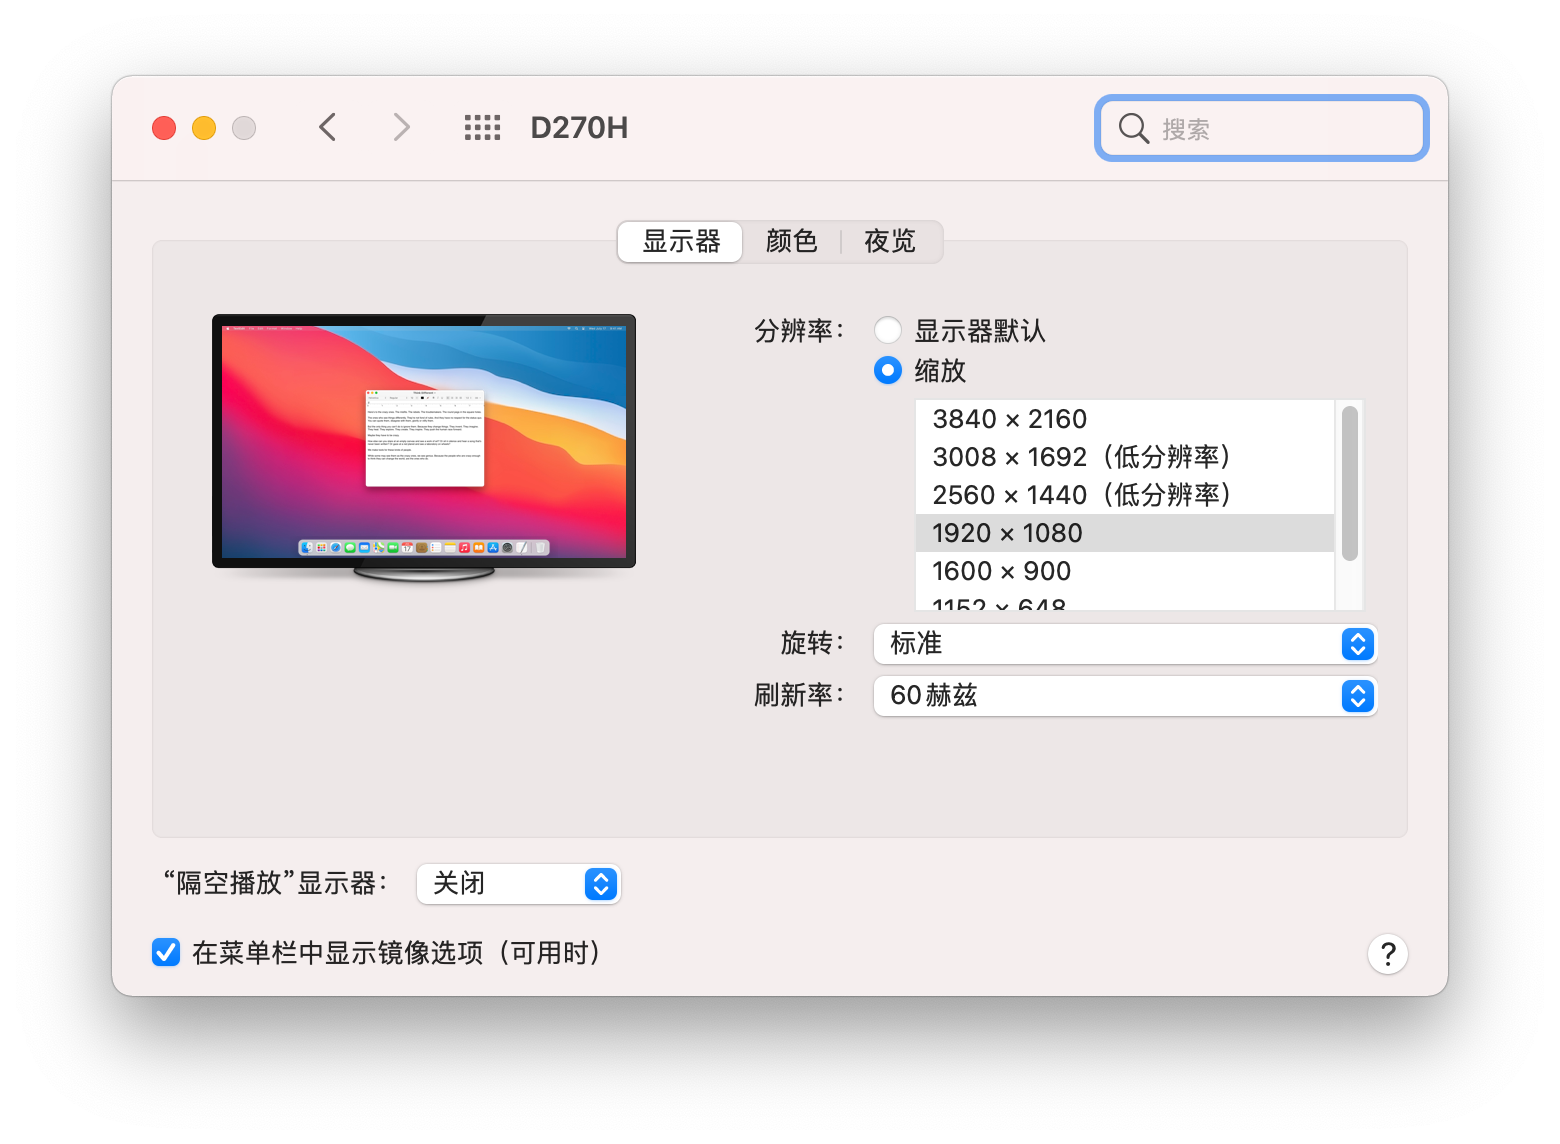 D270H
搜索
显示器
颜色
夜览
分辨率：
显示器默认
缩放
3840 × 2160
3008 × 1692（低分辨率）
2560 × 1440（低分辨率）
1920 × 1080
1600 × 900
1152 × 648
旋转：
标准
刷新率：
60 赫兹
“隔空播放”显示器：
关闭
在菜单栏中显示镜像选项（可用时）
?